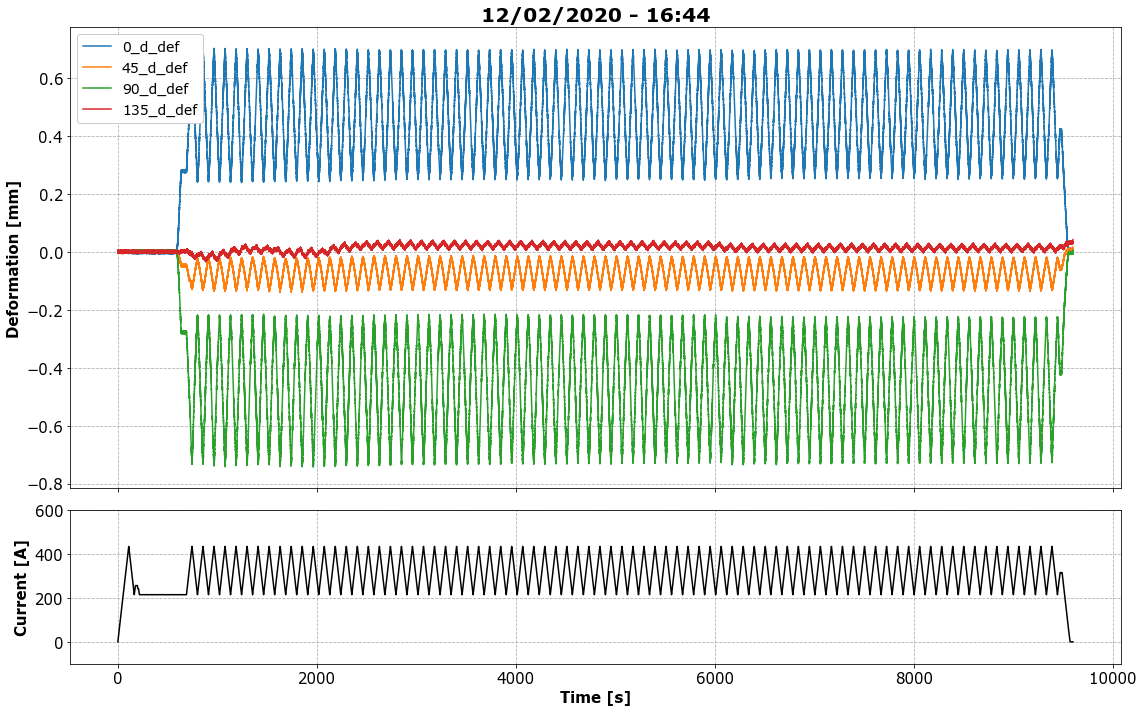 12/02/2020 - 16:44
0_d_def
45_d_def
90_d_def
135_d_def
Deformation [mm]
0.6
0.4
0.2
0.0
−0.2
−0.4
−0.6
−0.8
Current [A]
600
400
200
0
0 2000 4000 6000 8000 10000
Time [s]